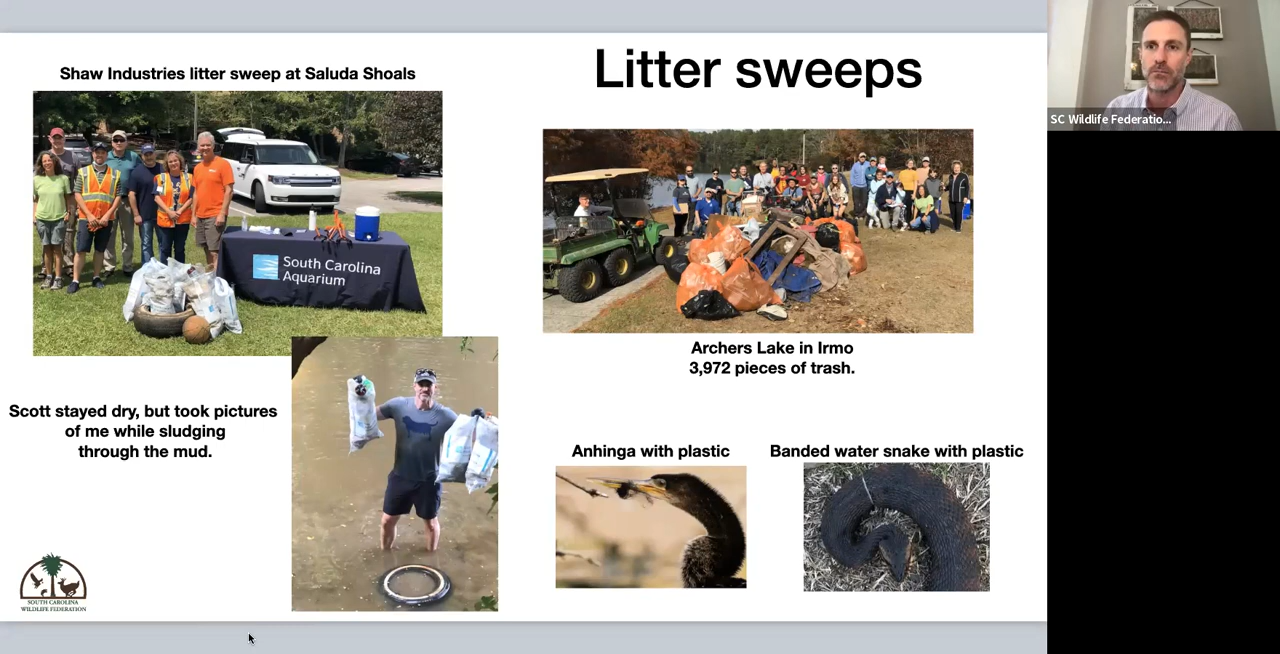 Shaw Industries litter sweep at Saluda Shoals
Litter sweeps
SC Wildlife Federatio...
South Carolina
Aquarium
Archers Lake in Irmo
3,972 pieces of trash.
Scott stayed dry, but took pictures
of me while sludging
through the mud.
Anhinga with plastic
Banded water snake with plastic
SOUTH CAROLINA
WILDLIFE FEDERATION